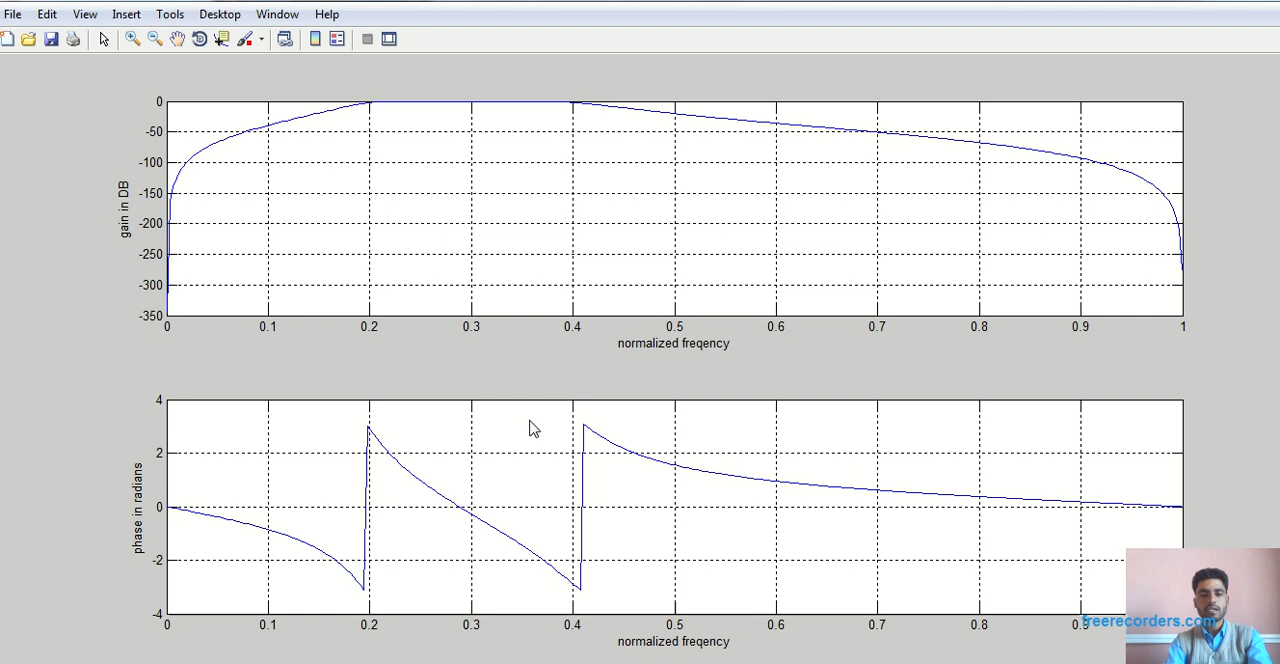 File Edit View Insert Tools Desktop Window Help
0
-50
-100
-150
-200
-250
-300
-350
gain in DB
0 0.1 0.2 0.3 0.4 0.5 0.6 0.7 0.8 0.9 1
normalized freqency
4
2
0
-2
-4
phase in radians
0 0.1 0.2 0.3 0.4 0.5 0.6 0.7 0.8 0.9
normalized freqency
freerecorders.com